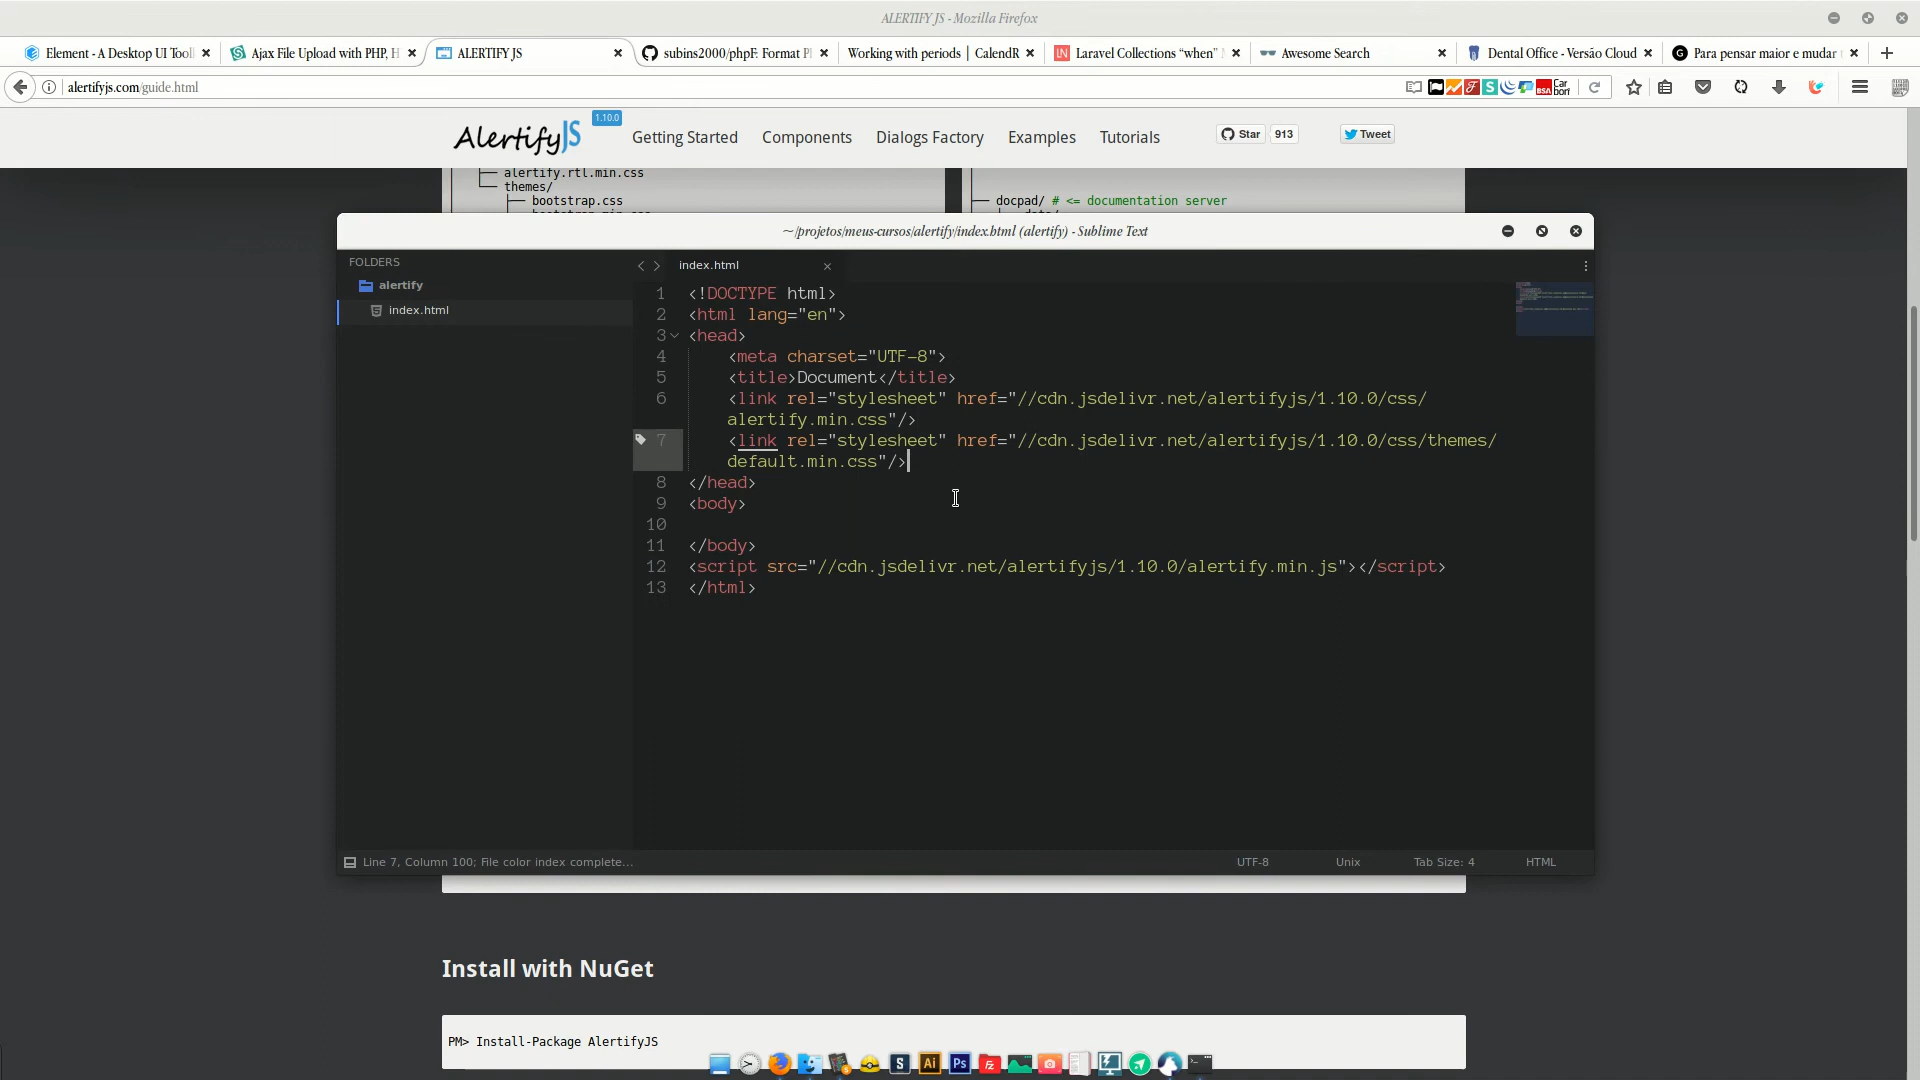 ALERTIFY JS - Mozilla Firefox
Element - A Desktop UI Tool
Ajax File Upload with PHP, H
ALERTIFY JS
subins2000/phpF: Format P
Working with periods | CalendR
Laravel Collections “when”
Awesome Search
Dental Office - Versão Cloud
Para pensar maior e mudar
alertifyjs.com/guide.html
AlertifyJS
1.10.0
Getting Started
Components
Dialogs Factory
Examples
Tutorials
Star
913
Tweet
alertify.rtl.min.css
themes/
bootstrap.css
docpad/ # <= documentation server
~/projetos/meus-cursos/alertify/index.html (alertify) - Sublime Text
FOLDERS
alertify
index.html
index.html
1 <!DOCTYPE html>
2 <html lang="en">
3 <head>
4 <meta charset="UTF-8">
5 <title>Document</title>
6 <link rel="stylesheet" href="//cdn.jsdelivr.net/alertifyjs/1.10.0/css/
alertify.min.css"/>
7 <link rel="stylesheet" href="//cdn.jsdelivr.net/alertifyjs/1.10.0/css/themes/
default.min.css"/>
8 </head>
9 <body>
10
11 </body>
12 <script src="//cdn.jsdelivr.net/alertifyjs/1.10.0/alertify.min.js"></script>
13 </html>
Line 7, Column 100; File color index complete...
UTF-8
Unix
Tab Size: 4
HTML
Install with NuGet
PM> Install-Package AlertifyJS